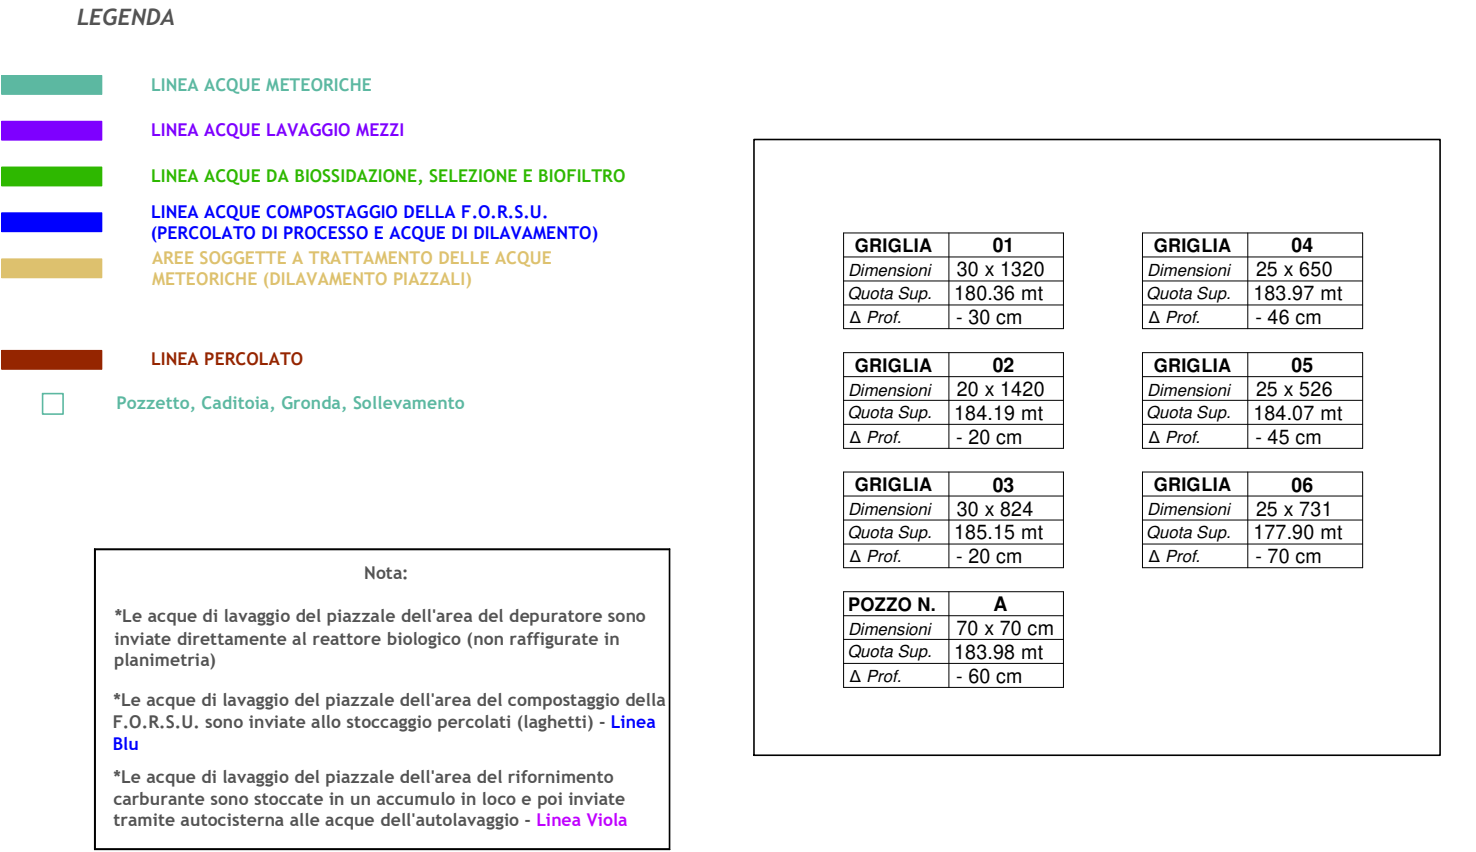 LEGENDA
LINEA ACQUE METEORICHE
LINEA ACQUE LAVAGGIO MEZZI
LINEA ACQUE DA BIOSSIDAZIONE, SELEZIONE E BIOFILTRO
LINEA ACQUE COMPOSTAGGIO DELLA F.O.R.S.U.
(PERCOLATO DI PROCESSO E ACQUE DI DILAVAMENTO)
AREE SOGGETTE A TRATTAMENTO DELLE ACQUE
METEORICHE (DILAVAMENTO PIAZZALI)
LINEA PERCOLATO
Pozzetto, Caditoia, Gronda, Sollevamento
Nota:
*Le acque di lavaggio del piazzale dell'area del depuratore sono
inviate direttamente al reattore biologico (non raffigurate in
planimetria)
*Le acque di lavaggio del piazzale dell'area del compostaggio della
F.O.R.S.U. sono inviate allo stoccaggio percolati (laghetti) - Linea
Blu
*Le acque di lavaggio del piazzale dell'area del rifornimento
carburante sono stoccate in un accumulo in loco e poi inviate
tramite autocisterna alle acque dell'autolavaggio - Linea Viola
GRIGLIA 01
Dimensioni 30 x 1320
Quota Sup. 180.36 mt
Δ Prof. - 30 cm
GRIGLIA 02
Dimensioni 20 x 1420
Quota Sup. 184.19 mt
Δ Prof. - 20 cm
GRIGLIA 03
Dimensioni 30 x 824
Quota Sup. 185.15 mt
Δ Prof. - 20 cm
POZZO N. A
Dimensioni 70 x 70 cm
Quota Sup. 183.98 mt
Δ Prof. - 60 cm
GRIGLIA 04
Dimensioni 25 x 650
Quota Sup. 183.97 mt
Δ Prof. - 46 cm
GRIGLIA 05
Dimensioni 25 x 526
Quota Sup. 184.07 mt
Δ Prof. - 45 cm
GRIGLIA 06
Dimensioni 25 x 731
Quota Sup. 177.90 mt
Δ Prof. - 70 cm